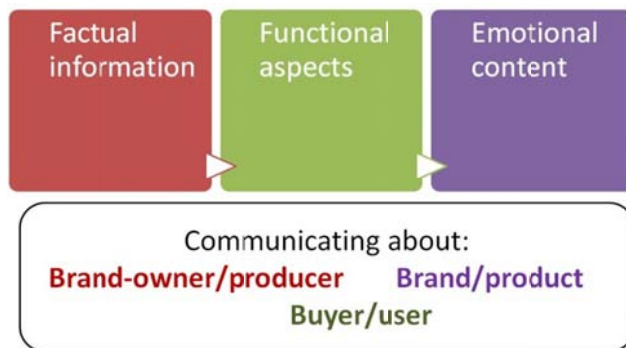 Factual
information
Functional
aspects
Emotional
content
Communicating about:
Brand-owner/producer Brand/product
Buyer/user